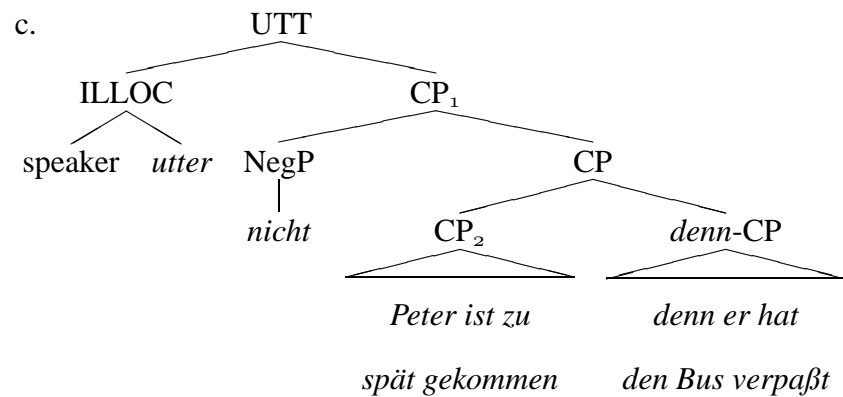 c. UTT
ILLOC CP₁
speaker utter NegP CP
nicht CP₂ denn-CP
Peter ist zu denn er hat
spät gekommen den Bus verpaßt